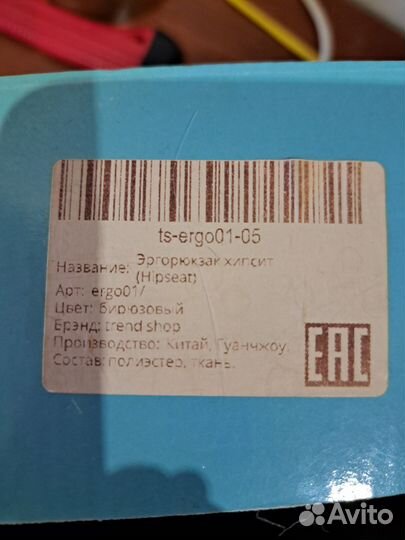 ts-ergo01-05
Название: Эргорюкзак хипсит
(Hipseat)
Арт: ergo01/
Цвет: бирюзовый
Брэнд: trend shop
Производство: Китай, Гуанчжоу.
Состав: полиэстер, ткань.
EAC
Avito